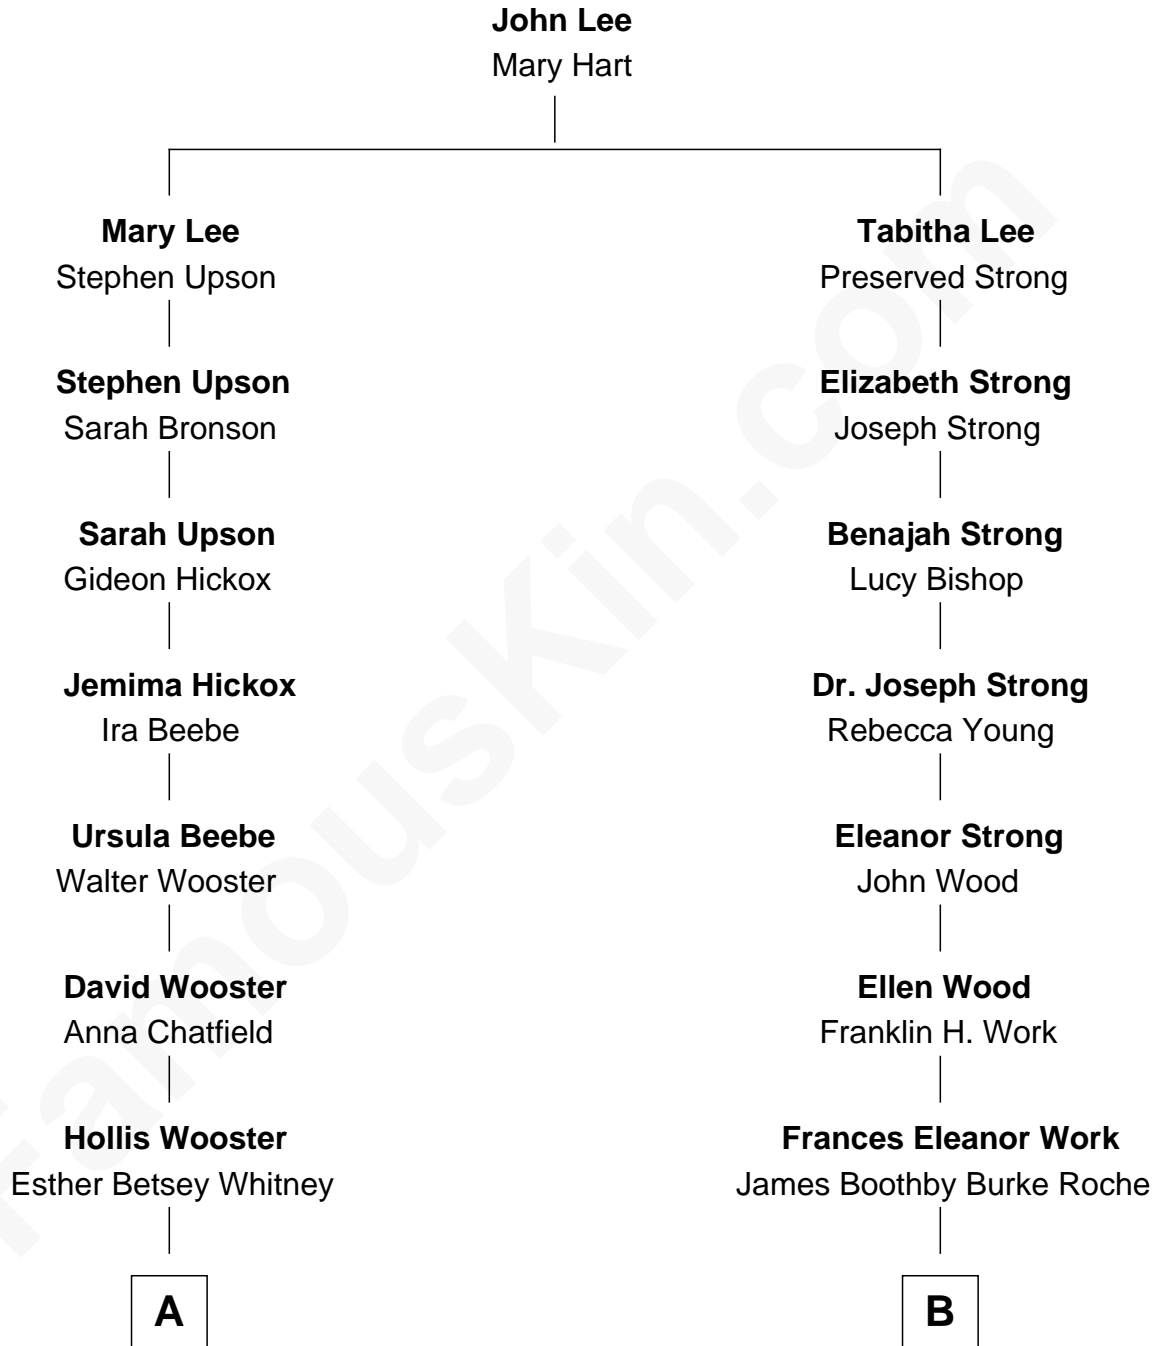 John Lee
Mary Hart
Mary Lee
Stephen Upson
Tabitha Lee
Preserved Strong
Stephen Upson
Sarah Bronson
Elizabeth Strong
Joseph Strong
Sarah Upson
Gideon Hickox
Benajah Strong
Lucy Bishop
Jemima Hickox
Ira Beebe
Dr. Joseph Strong
Rebecca Young
Ursula Beebe
Walter Wooster
Eleanor Strong
John Wood
David Wooster
Anna Chatfield
Ellen Wood
Franklin H. Work
Hollis Wooster
Esther Betsey Whitney
Frances Eleanor Work
James Boothby Burke Roche
A
B
FamousKin.com